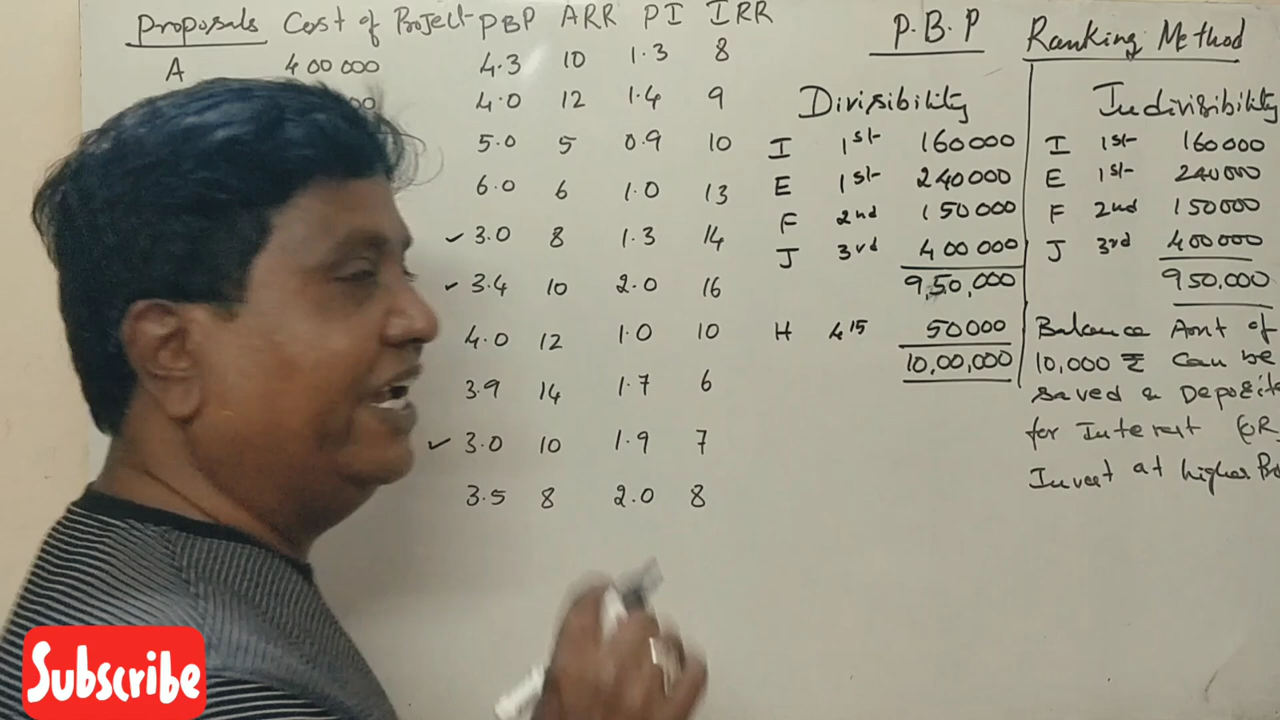 Proposals Cost of Project PBP ARR PI IRR
A 400000 4.3 10 1.3 8
4.0 12 1.4 9
5.0 5 0.9 10
6.0 6 1.0 13
✓ 3.0 8 1.3 14
✓ 3.4 10 2.0 16
4.0 12 1.0 10
3.9 14 1.7 6
✓ 3.0 10 1.9 7
3.5 8 2.0 8
P.B.P Ranking Method
Divisibility
I 1st 160000
E 1st 240000
F 2nd 150000
J 3rd 400000
9,50,000
H 50000
10,00,000
Indivisibility
I 1st 160000
E 1st 240000
F 2nd 150000
J 3rd 400000
950,000
Balance Amt of
10,000 ₹ can be
saved &
for Interest (OR
Invest at higher
Subscribe